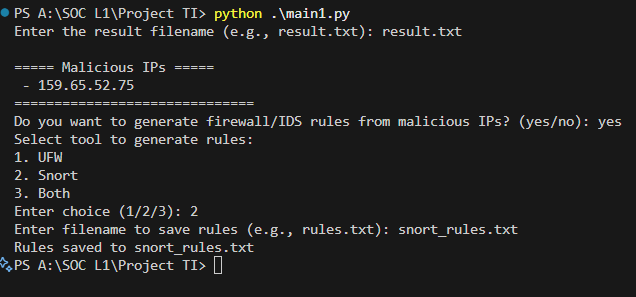 PS A:\SOC L1\Project TI> python .\main1.py
Enter the result filename (e.g., result.txt): result.txt
===== Malicious IPs =====
- 159.65.52.75
==============================
Do you want to generate firewall/IDS rules from malicious IPs? (yes/no): yes
Select tool to generate rules:
1. UFW
2. Snort
3. Both
Enter choice (1/2/3): 2
Enter filename to save rules (e.g., rules.txt): snort_rules.txt
Rules saved to snort_rules.txt
PS A:\SOC L1\Project TI>